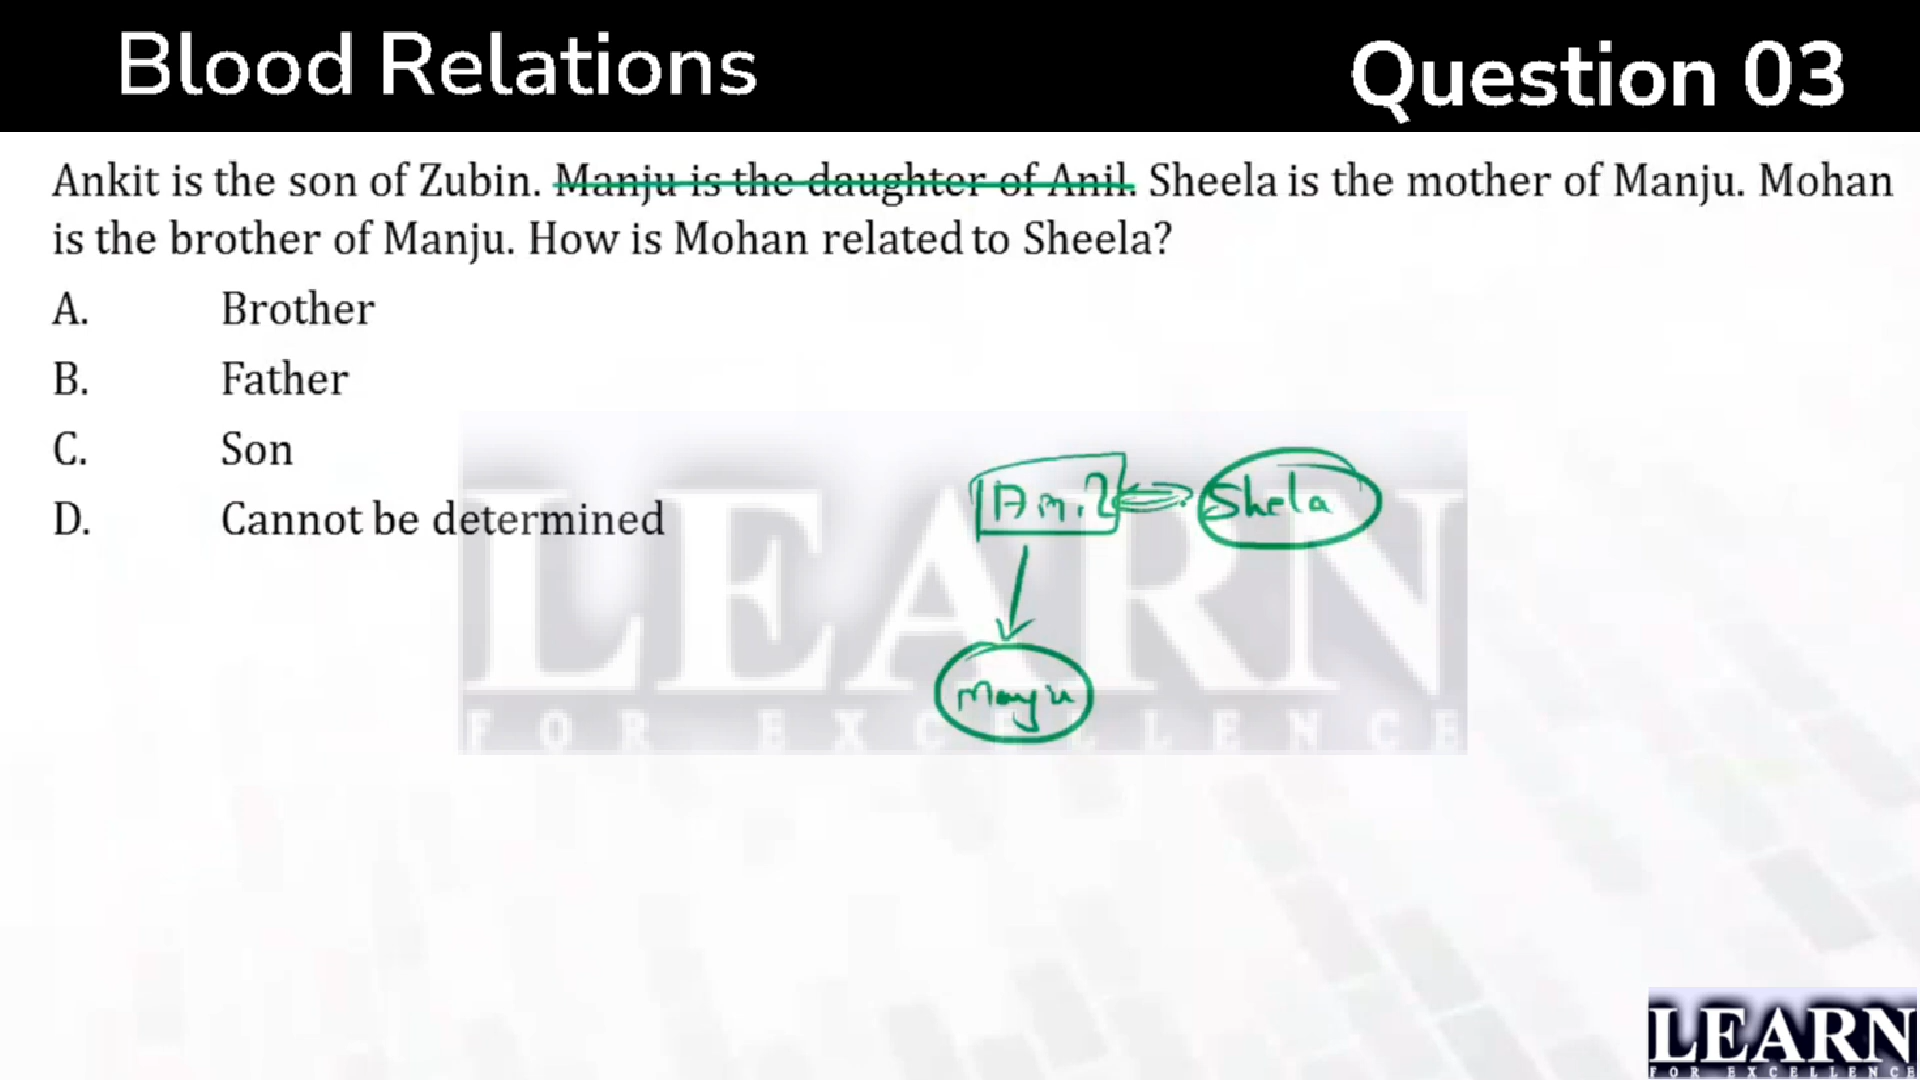 Blood Relations
Question 03
Ankit is the son of Zubin. Manju is the daughter of Anil. Sheela is the mother of Manju. Mohan
is the brother of Manju. How is Mohan related to Sheela?
A. Brother
B. Father
C. Son
D. Cannot be determined
LEARN
FOR EXCELLENCE
Anil
Shela
Manju
LEARN
FOR EXCELLENCE